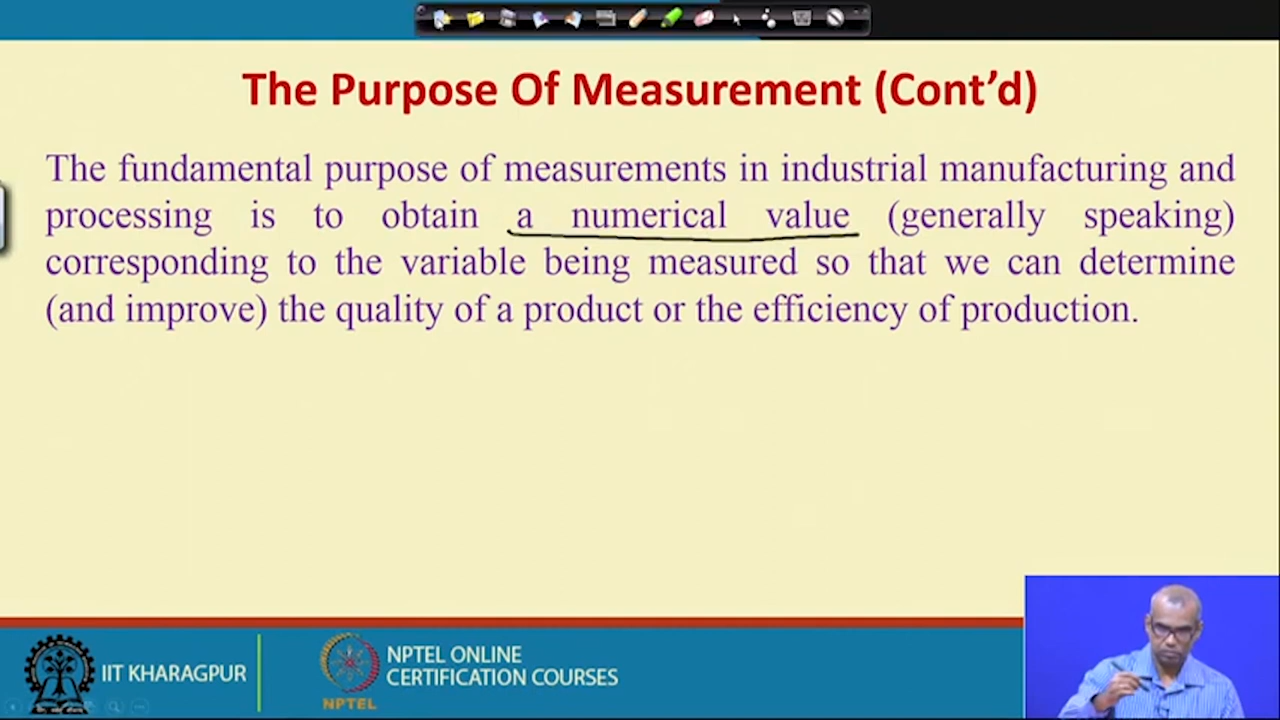 The Purpose Of Measurement (Cont’d)
The fundamental purpose of measurements in industrial manufacturing and
processing is to obtain a numerical value (generally speaking)
corresponding to the variable being measured so that we can determine
(and improve) the quality of a product or the efficiency of production.
IIT KHARAGPUR
NPTEL
NPTEL ONLINE
CERTIFICATION COURSES